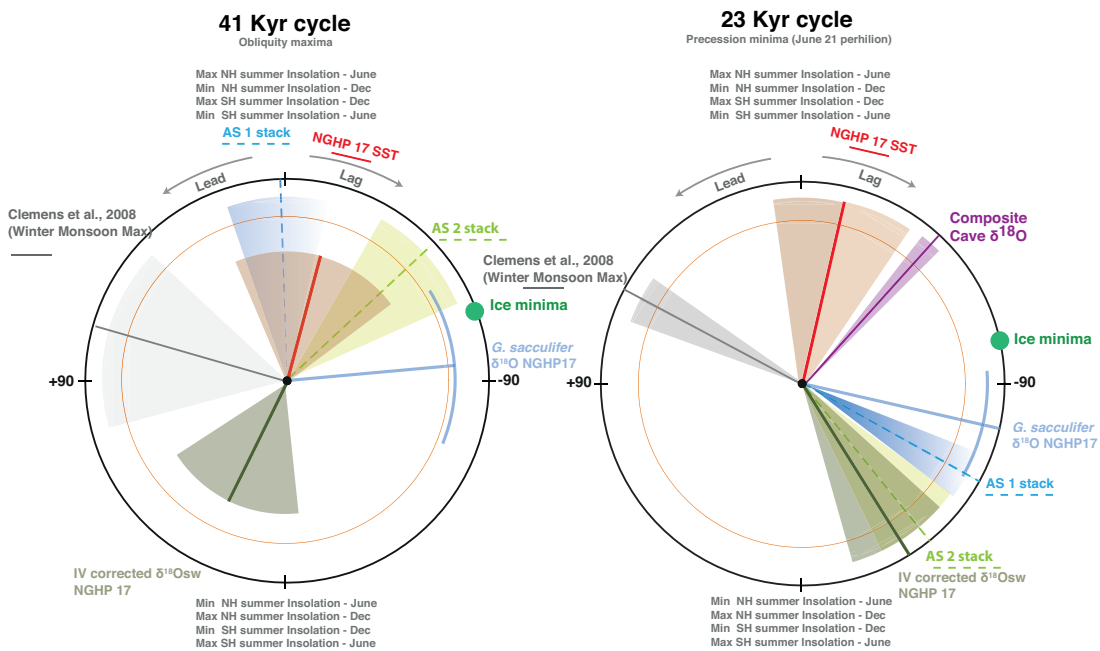 41 Kyr cycle
Obliquity maxima
Max NH summer Insolation - June
Min NH summer Insolation - Dec
Max SH summer Insolation - Dec
Min SH summer Insolation - June
AS 1 stack
NGHP 17 SST
Lead
Lag
Clemens et al., 2008
(Winter Monsoon Max)
AS 2 stack
Ice minima
G. sacculifer
δ¹⁸O NGHP17
+90
-90
IV corrected δ¹⁸Osw
NGHP 17
Min NH summer Insolation - June
Max NH summer Insolation - Dec
Min SH summer Insolation - Dec
Max SH summer Insolation - June
23 Kyr cycle
Precession minima (June 21 perhilion)
Max NH summer Insolation - June
Min NH summer Insolation - Dec
Max SH summer Insolation - Dec
Min SH summer Insolation - June
NGHP 17 SST
Lead
Lag
Composite
Cave δ¹⁸O
Clemens et al., 2008
(Winter Monsoon Max)
Ice minima
+90
-90
G. sacculifer
δ¹⁸O NGHP17
AS 1 stack
AS 2 stack
IV corrected δ¹⁸Osw
NGHP 17
Min NH summer Insolation - June
Max NH summer Insolation - Dec
Min SH summer Insolation - Dec
Max SH summer Insolation - June